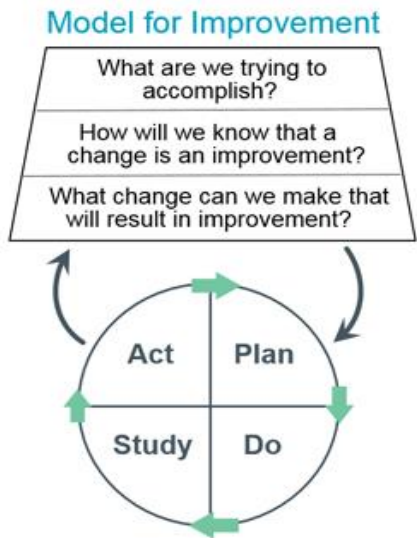 Model for Improvement
What are we trying to
accomplish?
How will we know that a
change is an improvement?
What change can we make that
will result in improvement?
Act
Plan
Study
Do